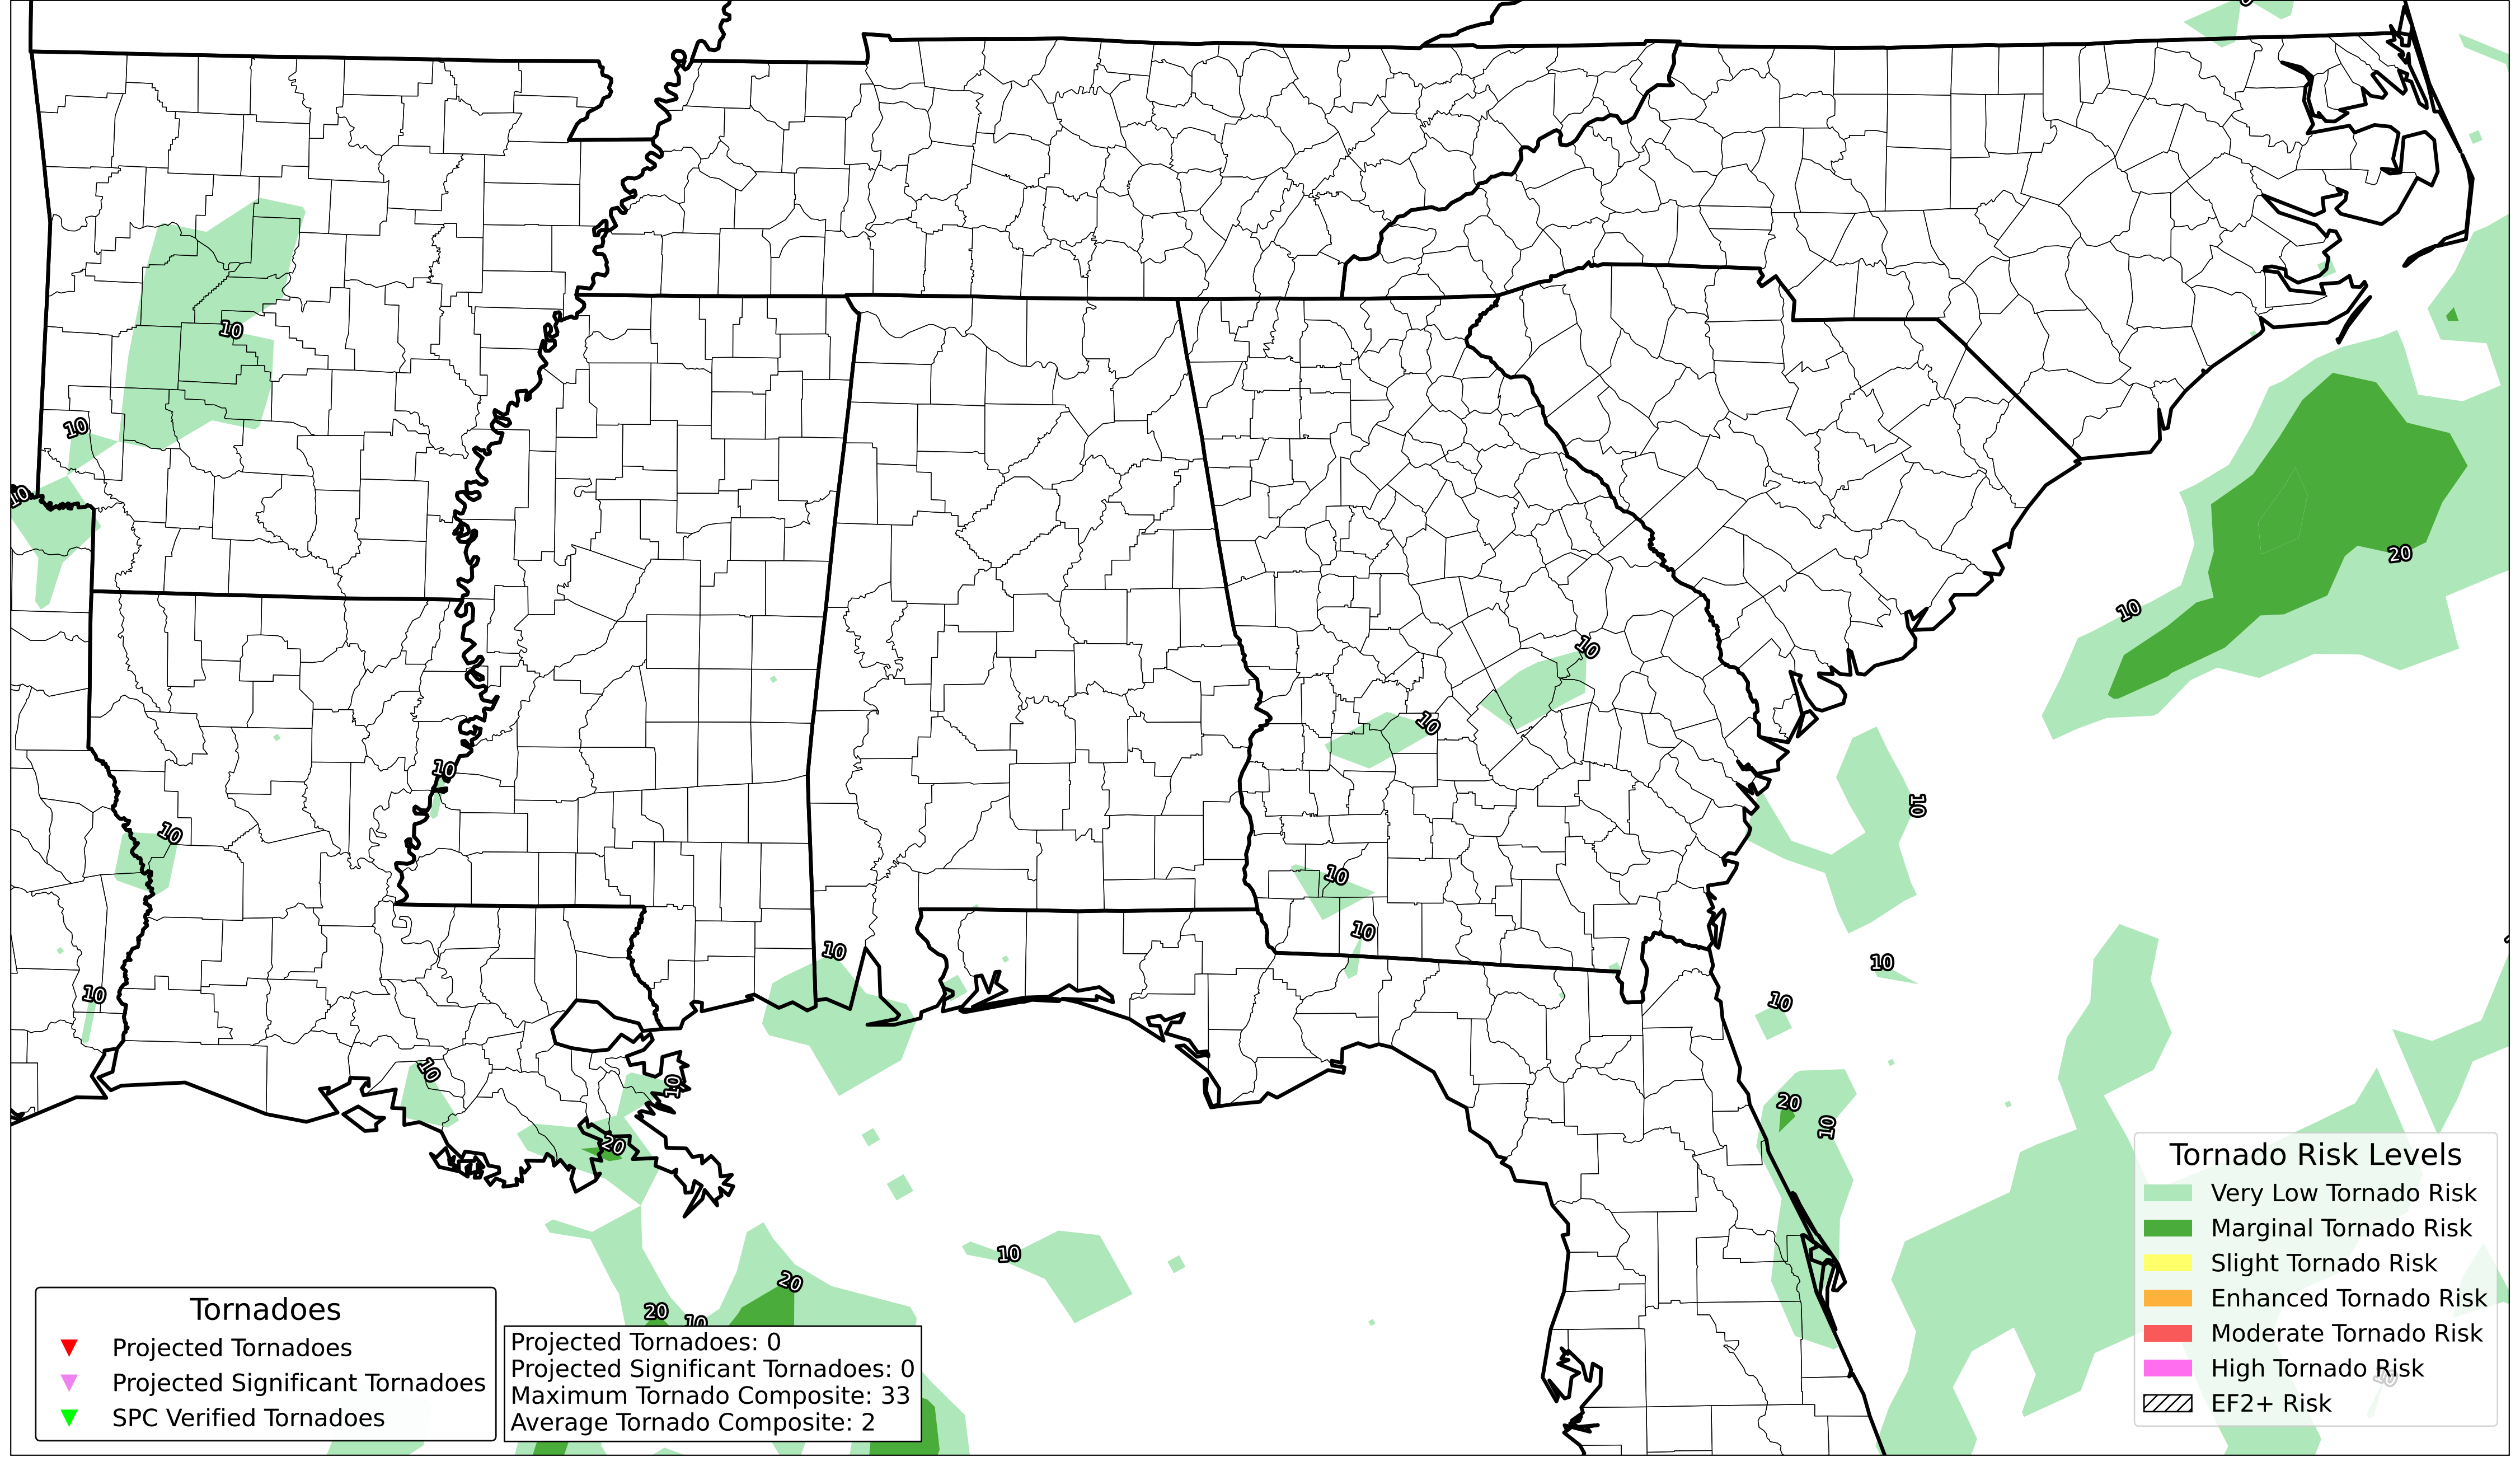 10
10
10
20
10
10
10
10
10
10
10
10
10
10
10
10
20
10
10
10
20
10
20
20
10
Tornadoes
Projected Tornadoes
Projected Significant Tornadoes
SPC Verified Tornadoes
Projected Tornadoes: 0
Projected Significant Tornadoes: 0
Maximum Tornado Composite: 33
Average Tornado Composite: 2
Tornado Risk Levels
Very Low Tornado Risk
Marginal Tornado Risk
Slight Tornado Risk
Enhanced Tornado Risk
Moderate Tornado Risk
High Tornado Risk
EF2+ Risk